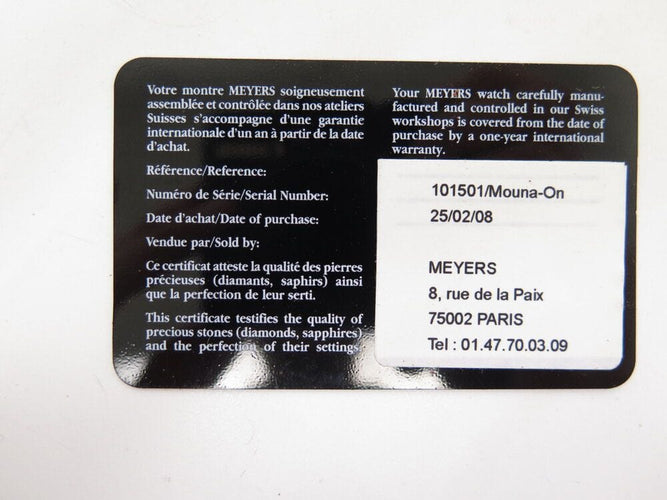 Votre montre MEYERS soigneusement
assemblée et contrôlée dans nos ateliers
Suisses s'accompagne d'une garantie
internationale d'un an à partir de la date
d'achat.
Your MEYERS watch carefully manu-
factured and controlled in our Swiss
workshops is covered from the date of
purchase by a one-year international
warranty.
Référence/Reference:
Numéro de Série/Serial Number:
101501/Mouna-On
Date d'achat/Date of purchase:
25/02/08
Vendue par/Sold by:
MEYERS
8, rue de la Paix
75002 PARIS
Tel : 01.47.70.03.09
Ce certificat atteste la qualité des pierres
précieuses (diamants, saphirs) ainsi
que la perfection de leur serti.
This certificate testifies the quality of
precious stones (diamonds, sapphires)
and the perfection of their settings.